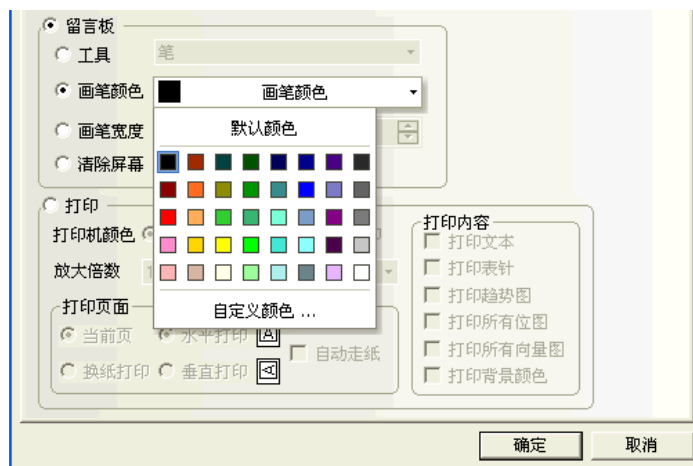 留言板
工具 笔
画笔颜色 画笔颜色
默认颜色
画笔宽度
清除屏幕
打印
打印机颜色
放大倍数 1
自定义颜色 ...
打印页面
当前页 水平打印 A
换纸打印 垂直打印 A
自动走纸
打印内容
打印文本
打印表针
打印趋势图
打印所有位图
打印所有向量图
打印背景颜色
确定 取消